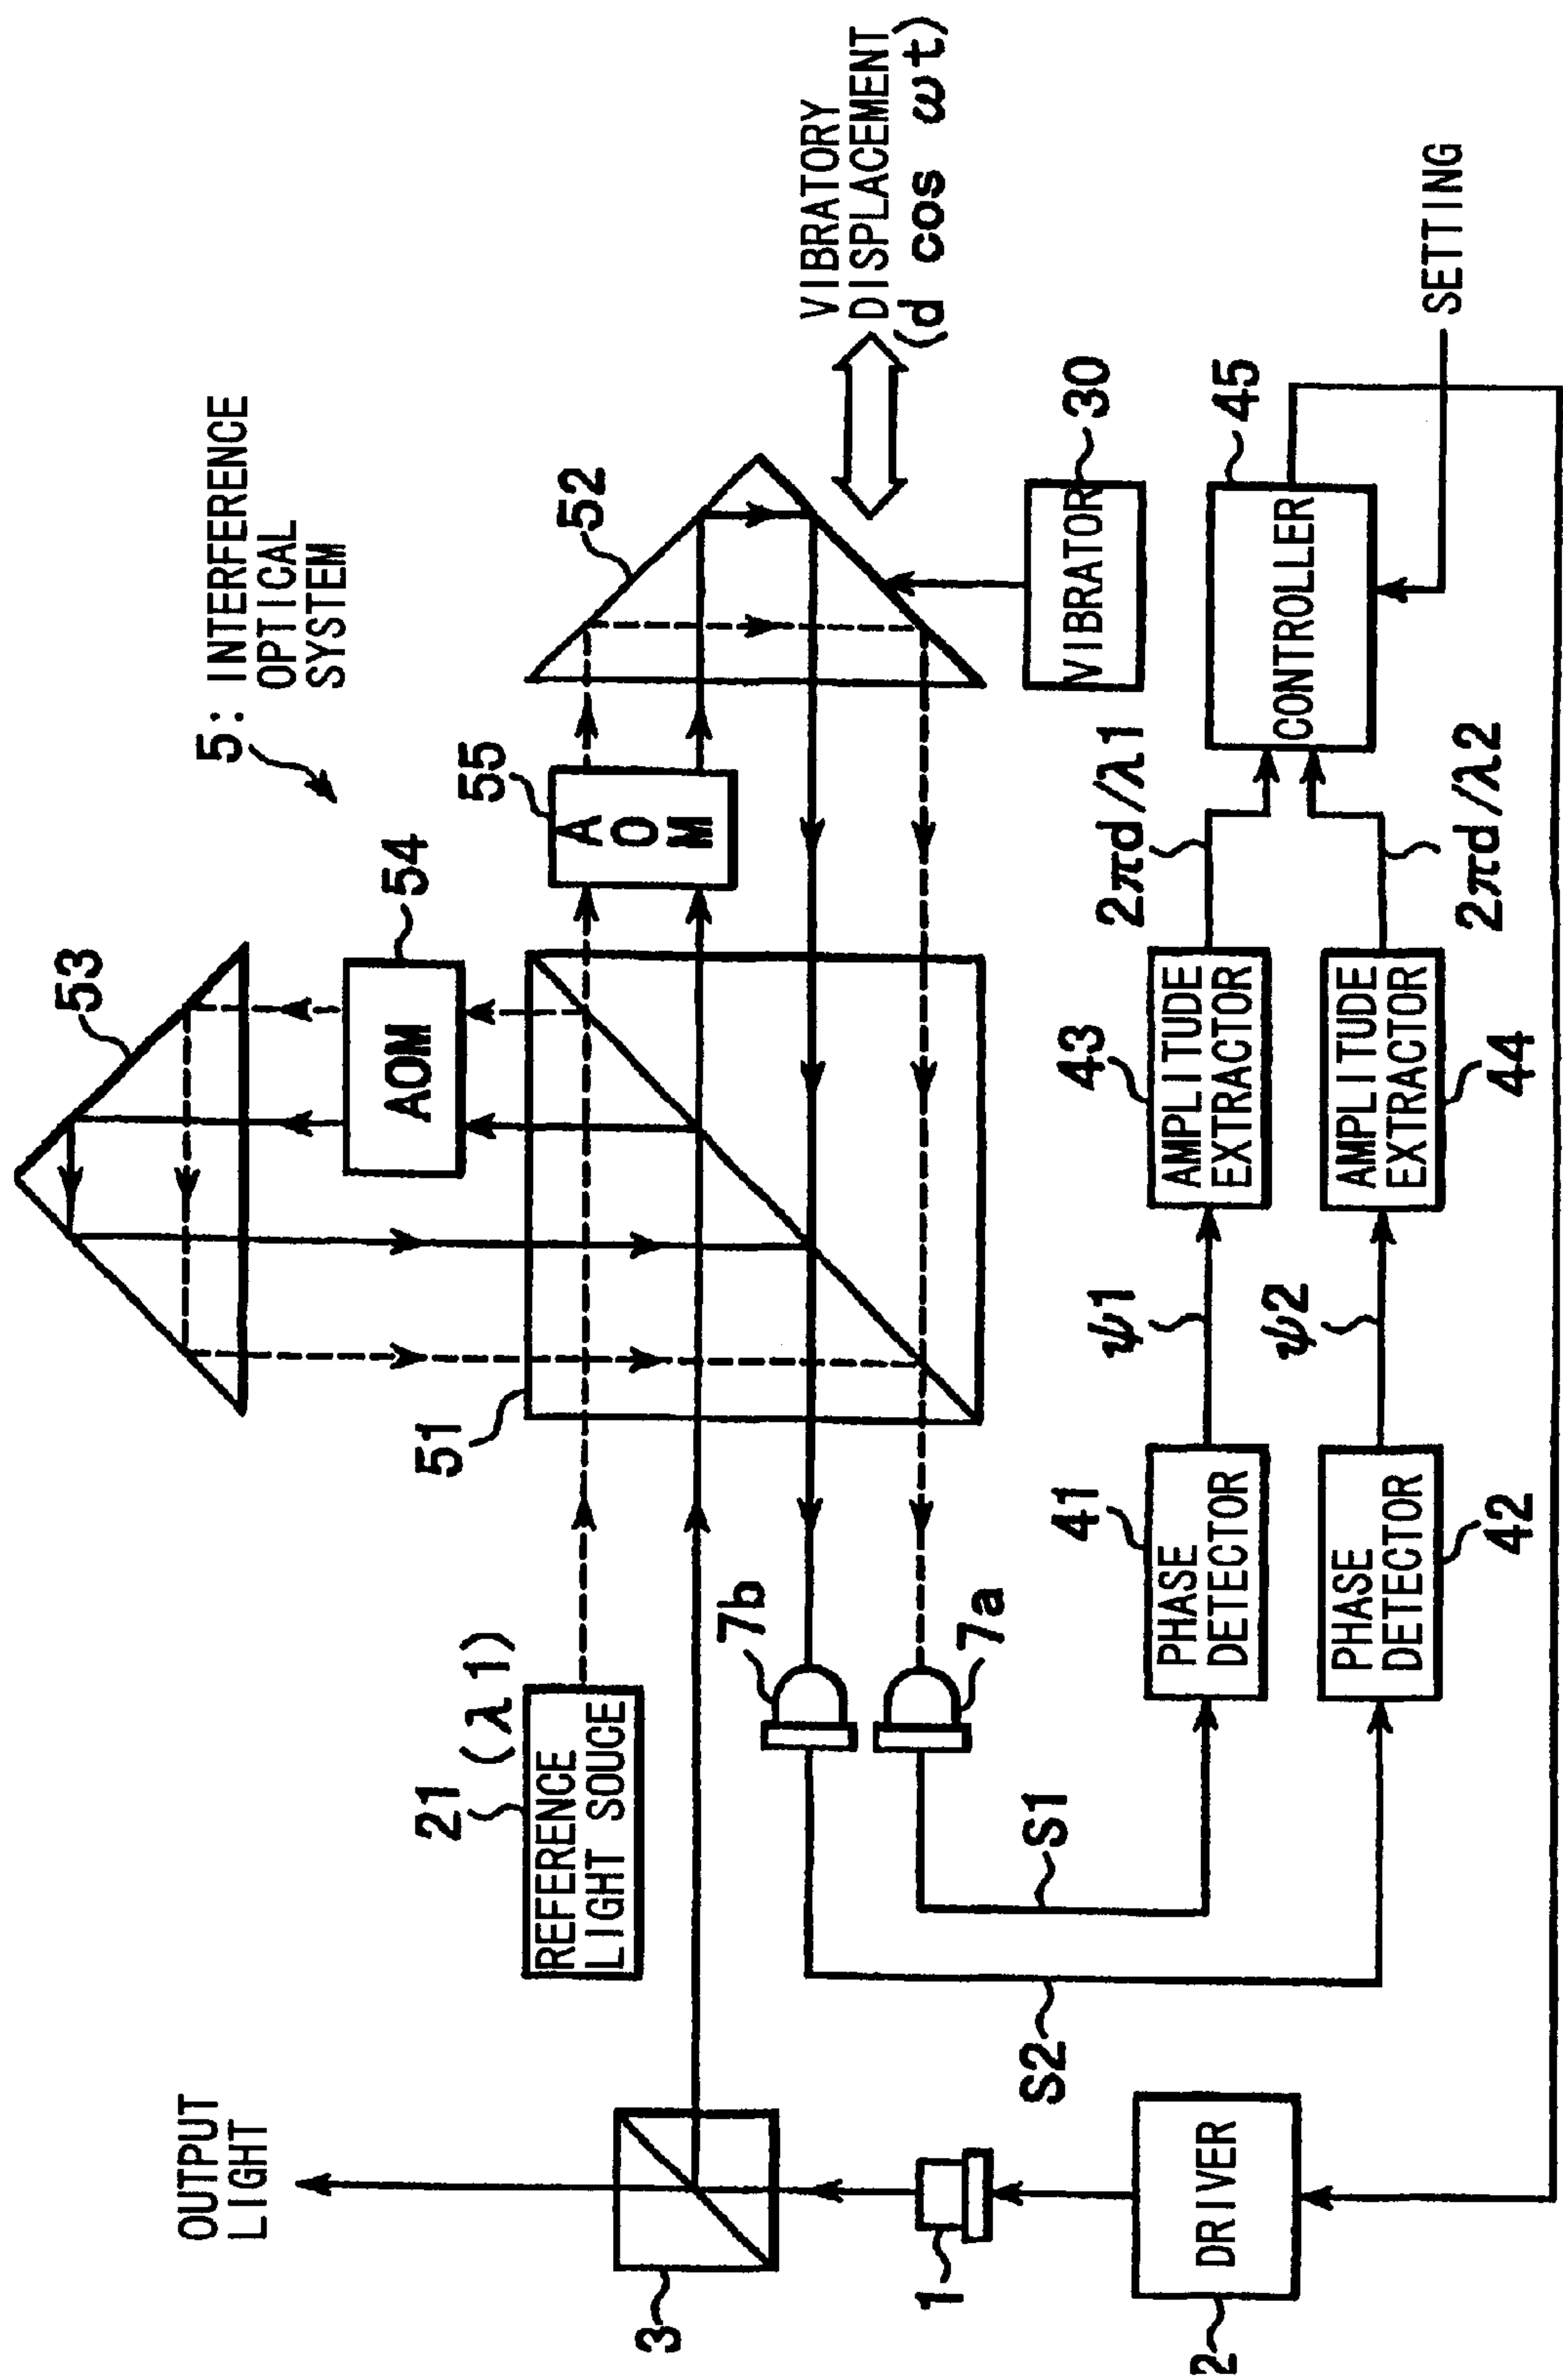 5: INTERFERENCE
OPTICAL
SYSTEM
OUTPUT
LIGHT
53
54
AOM
55
AOM
52
51
21 (λ1)
REFERENCE
LIGHT SOUCE
3
VIBRATORY
DISPLACEMENT
(d cos ωt)
7b
7a
1
VIBRATOR
30
S1
S2
41
PHASE
DETECTOR
ψ1
43
AMPLITUDE
EXTRACTOR
2πd/λ1
CONTROLLER
45
DRIVER
2
PHASE
DETECTOR
42
ψ2
AMPLITUDE
EXTRACTOR
44
2πd/λ2
SETTING